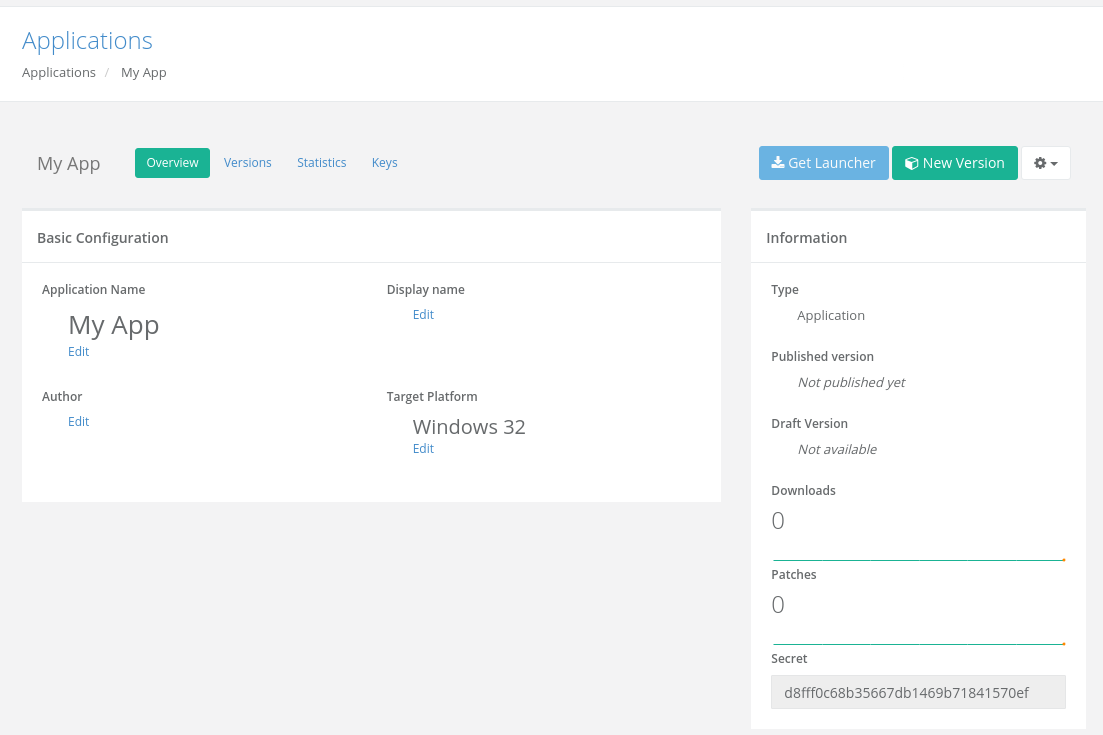 Applications
Applications / My App
My App Overview Versions Statistics Keys Get Launcher New Version
Basic Configuration
Application Name
My App
Edit
Display name
Edit
Author
Edit
Target Platform
Windows 32
Edit
Information
Type
Application
Published version
Not published yet
Draft Version
Not available
Downloads
0
Patches
0
Secret
d8fff0c68b35667db1469b71841570ef